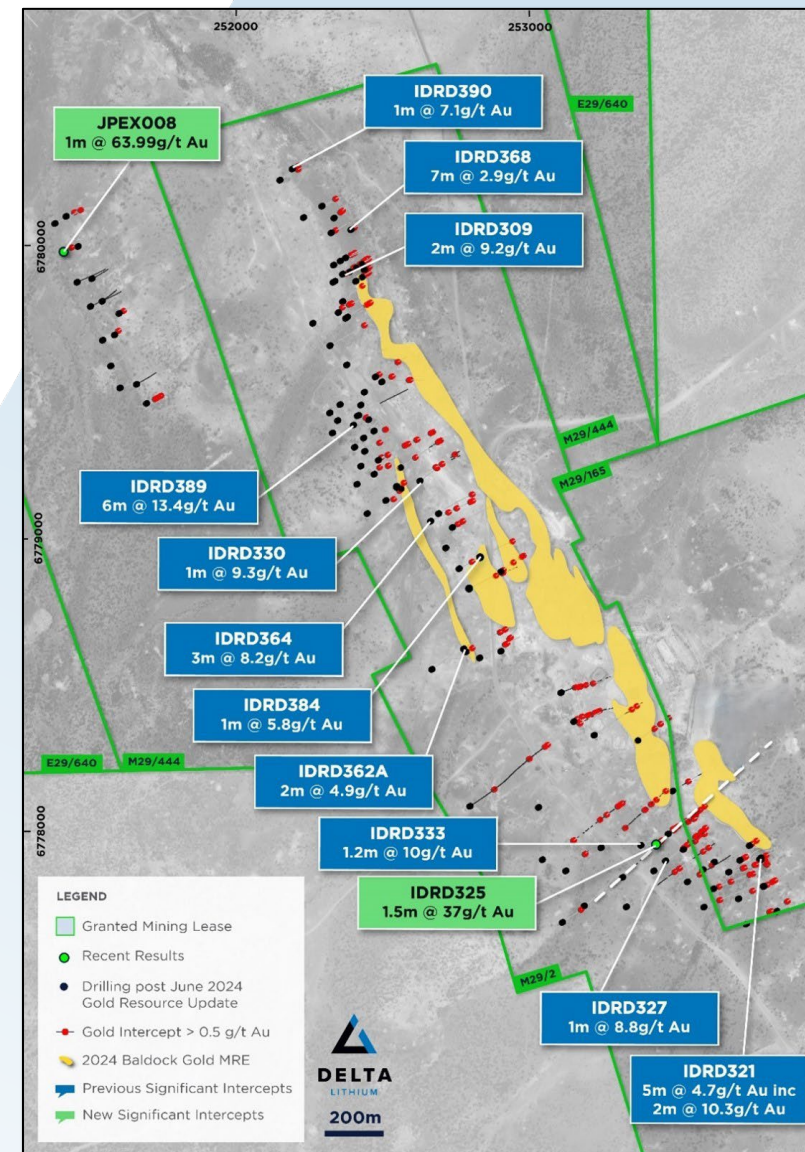 252000
253000
E29/640
IDRD390
1m @ 7.1g/t Au
JPEX008
1m @ 63.99g/t Au
IDRD368
7m @ 2.9g/t Au
IDRD309
2m @ 9.2g/t Au
6780000
M29/444
M29/165
IDRD389
6m @ 13.4g/t Au
6779000
IDRD330
1m @ 9.3g/t Au
IDRD364
3m @ 8.2g/t Au
IDRD384
1m @ 5.8g/t Au
E29/640
M29/444
IDRD362A
2m @ 4.9g/t Au
6778000
IDRD333
1.2m @ 10g/t Au
IDRD325
1.5m @ 37g/t Au
M29/2
IDRD327
1m @ 8.8g/t Au
IDRD321
5m @ 4.7g/t Au inc
2m @ 10.3g/t Au
LEGEND
Granted Mining Lease
Recent Results
Drilling post June 2024
Gold Resource Update
Gold Intercept > 0.5 g/t Au
2024 Baldock Gold MRE
Previous Significant Intercepts
New Significant Intercepts
DELTA
LITHIUM
200m